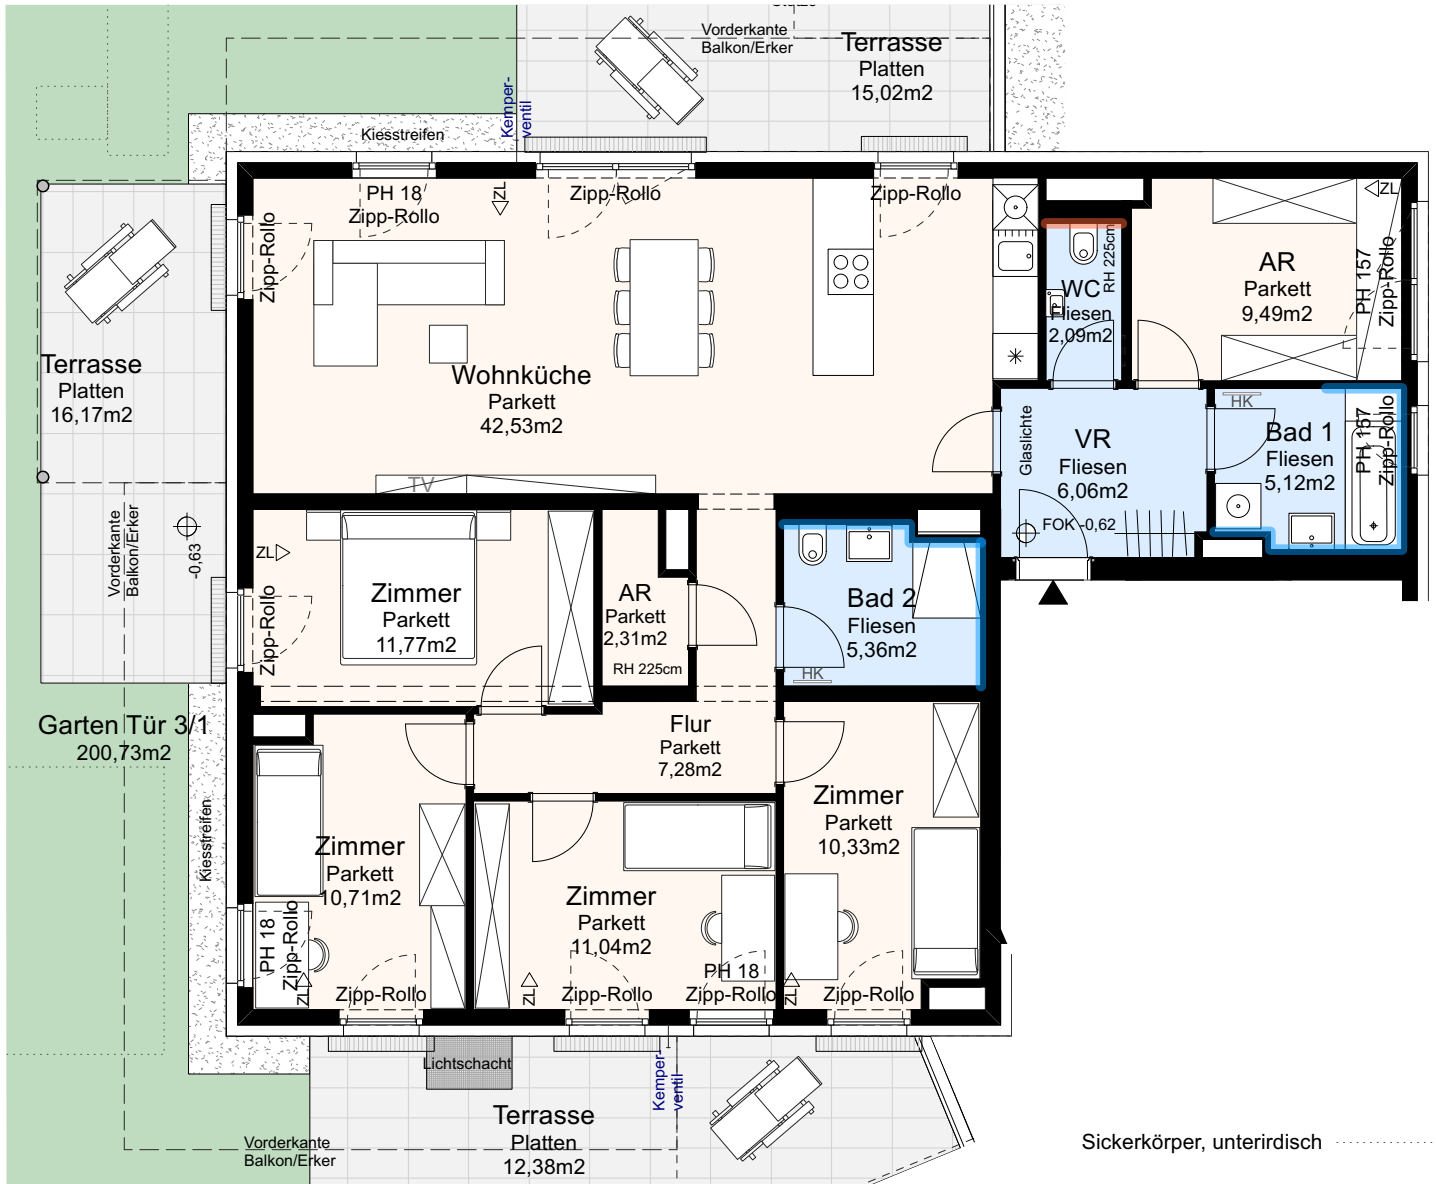 Vorderkante
Balkon/Erker
Terrasse
Platten
15,02m2
Kemper-
ventil
Kiesstreifen
PH 18
Zipp-Rollo
ZL
Zipp-Rollo
Zipp-Rollo
ZL
Zipp-Rollo
RH 225cm
WC
Fliesen
2,09m2
AR
Parkett
9,49m2
PH 157
Zipp-Rollo
Terrasse
Platten
16,17m2
Wohnküche
Parkett
42,53m2
TV
Glaslichte
VR
Fliesen
6,06m2
FOK -0,62
HK
Bad 1
Fliesen
5,12m2
PH 157
Zipp-Rollo
Vorderkante
Balkon/Erker
-0,63
ZL
Zipp-Rollo
Zimmer
Parkett
11,77m2
AR
Parkett
2,31m2
RH 225cm
Bad 2
Fliesen
5,36m2
HK
Garten Tür 3/1
200,73m2
Flur
Parkett
7,28m2
Kiesstreifen
Zimmer
Parkett
10,71m2
PH 18
Zipp-Rollo
ZL
Zipp-Rollo
Zimmer
Parkett
11,04m2
ZL
Zipp-Rollo
PH 18
Zipp-Rollo
Zimmer
Parkett
10,33m2
ZL
Zipp-Rollo
Lichtschacht
Kemper-
ventil
Terrasse
Platten
12,38m2
Vorderkante
Balkon/Erker
Sickerkörper, unterirdisch